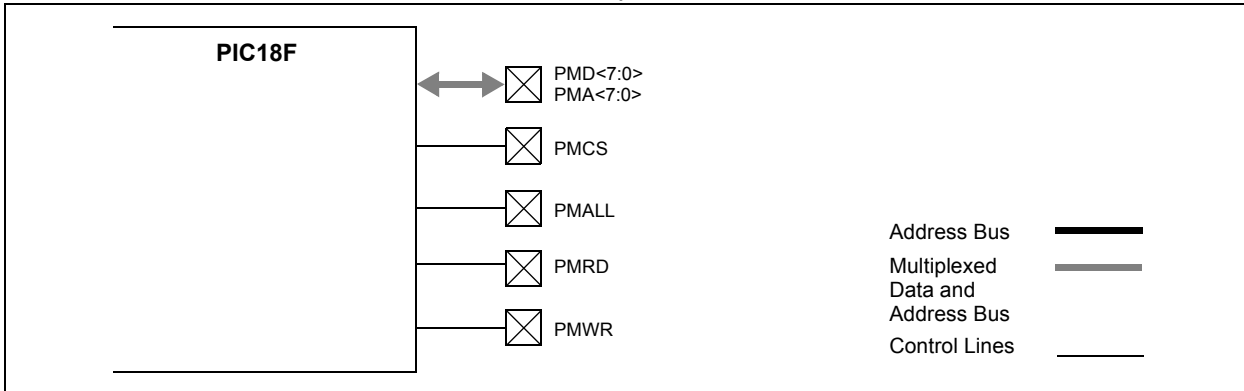 PIC18F
PMD<7:0>
PMA<7:0>
PMCS
PMALL
PMRD
PMWR
Address Bus
Multiplexed
Data and
Address Bus
Control Lines